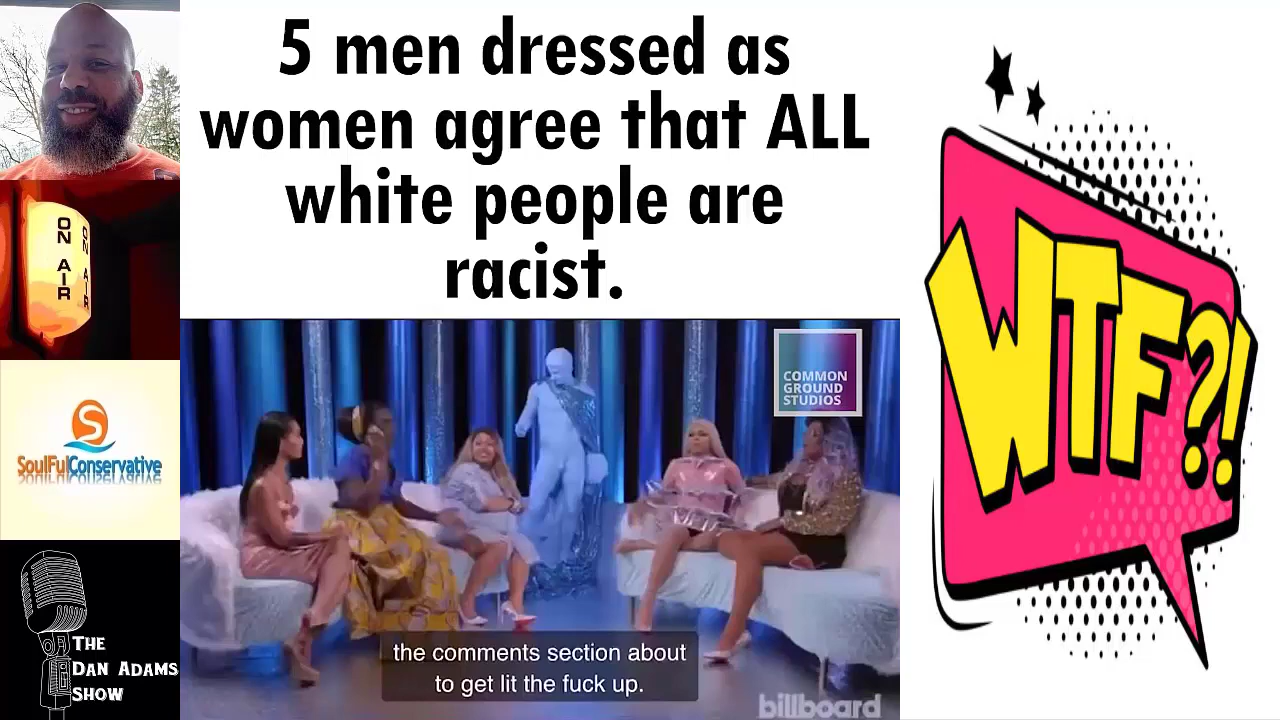 5 men dressed as
women agree that ALL
white people are
racist.
WTF?!
ON AIR
ON AIR
SOULFULCONSERVATIVE
THE
DAN ADAMS
SHOW
COMMON
GROUND
STUDIOS
the comments section about
to get lit the fuck up.
billboard